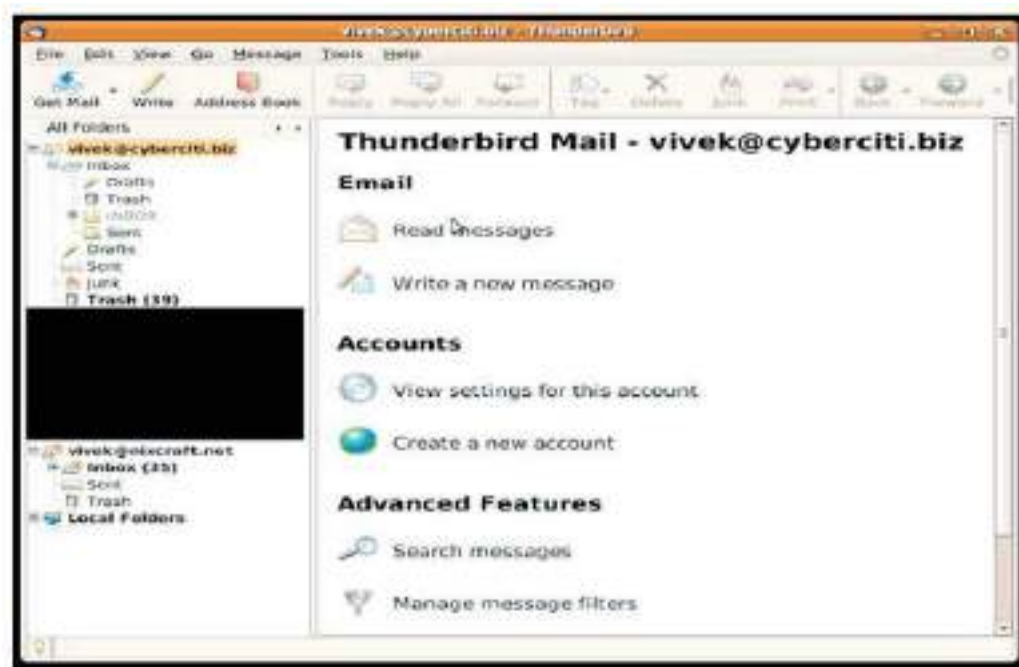 vivek@cyberciti.biz - Thunderbird
File Edit View Go Message Tools Help
Get Mail Write Address Book Reply Reply All Forward Tag Delete Junk Print Back Forward
All Folders
vivek@cyberciti.biz
Inbox
Drafts
Trash
Sent
Drafts
Sent
Junk
Trash (39)
vivek@nixcraft.net
Inbox (35)
Sent
Trash
Local Folders
Thunderbird Mail - vivek@cyberciti.biz
Email
Read messages
Write a new message
Accounts
View settings for this account
Create a new account
Advanced Features
Search messages
Manage message filters